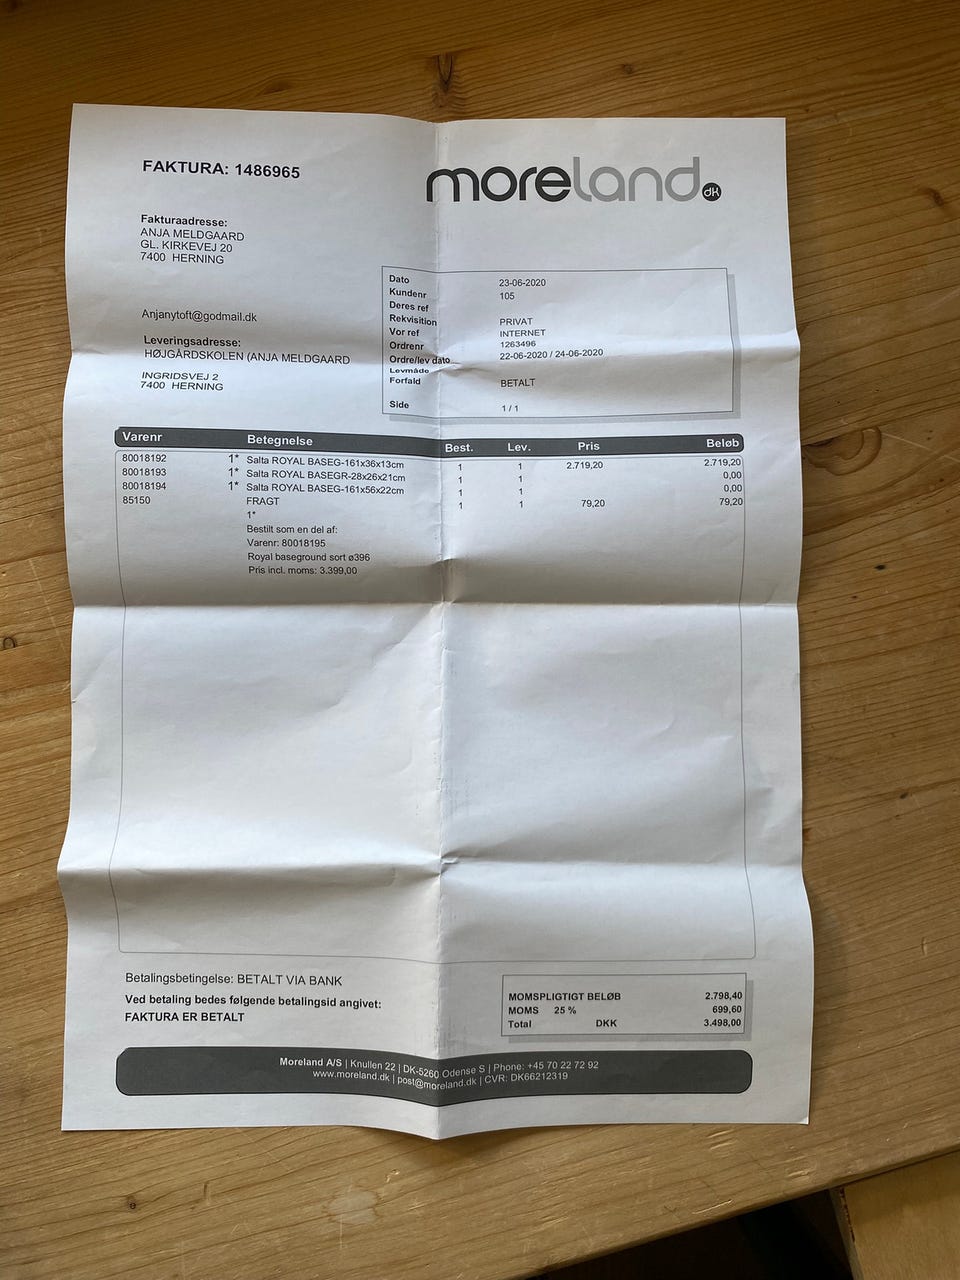 FAKTURA: 1486965
moreland.dk
Fakturaadresse:
ANJA MELDGAARD
GL. KIRKEVEJ 20
7400 HERNING
Anjanytoft@godmail.dk
Leveringsadresse:
HØJGÅRDSKOLEN (ANJA MELDGAARD
INGRIDSVEJ 2
7400 HERNING
Dato 23-06-2020
Kundenr 105
Deres ref
Rekvisition PRIVAT
Vor ref INTERNET
Ordrenr 1263496
Ordre/lev dato 22-06-2020 / 24-06-2020
Levmåde
Forfald BETALT
Side 1 / 1
Varenr Betegnelse Best. Lev. Pris Beløb
80018192 1* Salta ROYAL BASEG-161x36x13cm 1 1 2.719,20 2.719,20
80018193 1* Salta ROYAL BASEGR-28x26x21cm 1 1 0,00
80018194 1* Salta ROYAL BASEG-161x56x22cm 1 1 0,00
85150 FRAGT 1 1 79,20 79,20
1*
Bestilt som en del af:
Varenr: 80018195
Royal baseground sort ø396
Pris incl. moms: 3.399,00
Betalingsbetingelse: BETALT VIA BANK
Ved betaling bedes følgende betalingsid angivet:
FAKTURA ER BETALT
MOMSPLIGTIGT BELØB 2.798,40
MOMS 25 % 699,60
Total DKK 3.498,00
Moreland A/S | Knullen 22 | DK-5260 Odense S | Phone: +45 70 22 72 92
www.moreland.dk | post@moreland.dk | CVR: DK66212319